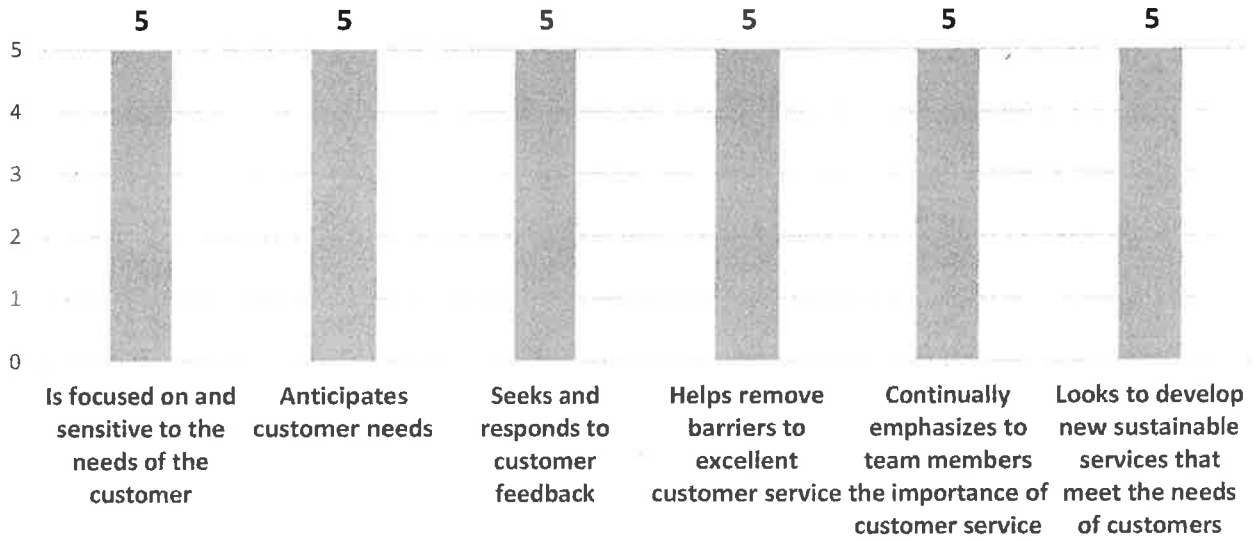 5 5 5 5 5 5
5
4
3
2
1
0
Is focused on and
sensitive to the
needs of the
customer
Anticipates
customer needs
Seeks and
responds to
customer
feedback
Helps remove
barriers to
excellent
customer service
Continually
emphasizes to
team members
the importance of
customer service
Looks to develop
new sustainable
services that
meet the needs
of customers